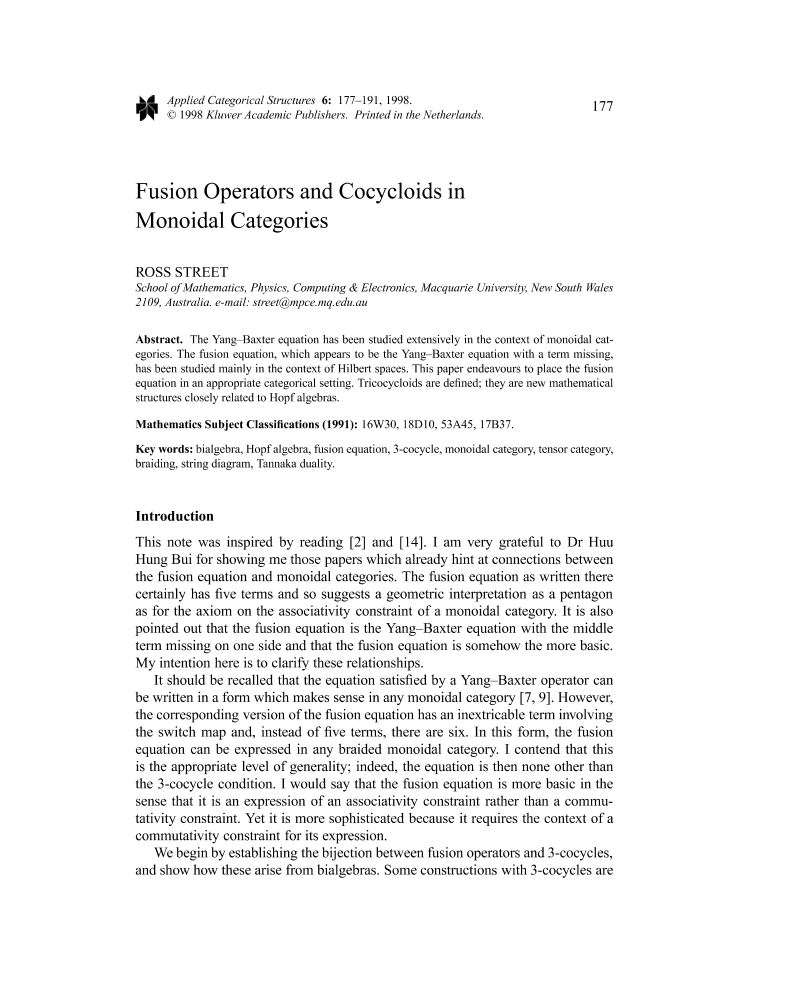 Applied Categorical Structures 6: 177–191, 1998.
177
© 1998 Kluwer Academic Publishers. Printed in the Netherlands.
Fusion Operators and Cocycloids in
Monoidal Categories
ROSS STREET
School of Mathematics, Physics, Computing & Electronics, Macquarie University, New South Wales
2109, Australia. e-mail: street@mpce.mq.edu.au
Abstract. The Yang–Baxter equation has been studied extensively in the context of monoidal cat-
egories. The fusion equation, which appears to be the Yang–Baxter equation with a term missing,
has been studied mainly in the context of Hilbert spaces. This paper endeavours to place the fusion
equation in an appropriate categorical setting. Tricocycloids are defined; they are new mathematical
structures closely related to Hopf algebras.
Mathematics Subject Classifications (1991): 16W30, 18D10, 53A45, 17B37.
Key words: bialgebra, Hopf algebra, fusion equation, 3-cocycle, monoidal category, tensor category,
braiding, string diagram, Tannaka duality.
Introduction
This note was inspired by reading [2] and [14]. I am very grateful to Dr Huu
Hung Bui for showing me those papers which already hint at connections between
the fusion equation and monoidal categories. The fusion equation as written there
certainly has five terms and so suggests a geometric interpretation as a pentagon
as for the axiom on the associativity constraint of a monoidal category. It is also
pointed out that the fusion equation is the Yang–Baxter equation with the middle
term missing on one side and that the fusion equation is somehow the more basic.
My intention here is to clarify these relationships.
It should be recalled that the equation satisfied by a Yang–Baxter operator can
be written in a form which makes sense in any monoidal category [7, 9]. However,
the corresponding version of the fusion equation has an inextricable term involving
the switch map and, instead of five terms, there are six. In this form, the fusion
equation can be expressed in any braided monoidal category. I contend that this
is the appropriate level of generality; indeed, the equation is then none other than
the 3-cocycle condition. I would say that the fusion equation is more basic in the
sense that it is an expression of an associativity constraint rather than a commu-
tativity constraint. Yet it is more sophisticated because it requires the context of a
commutativity constraint for its expression.
We begin by establishing the bijection between fusion operators and 3-cocycles,
and show how these arise from bialgebras. Some constructions with 3-cocycles are